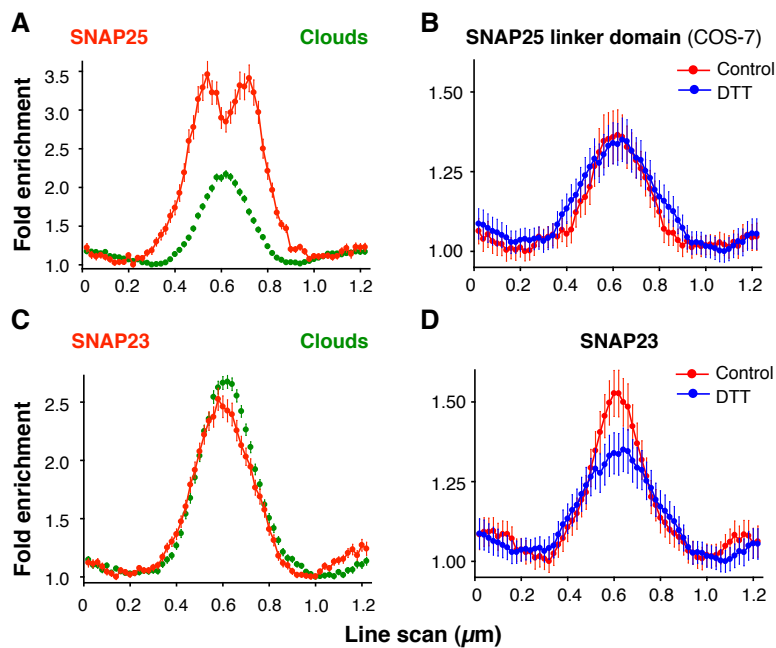 A
SNAP25
Clouds
Fold enrichment
3.5
3.0
2.5
2.0
1.5
1.0
0
0.2
0.4
0.6
0.8
1.0
1.2
B
SNAP25 linker domain (COS-7)
Control
DTT
1.50
1.25
1.00
0
0.2
0.4
0.6
0.8
1.0
1.2
C
SNAP23
Clouds
Fold enrichment
2.5
2.0
1.5
1.0
0
0.2
0.4
0.6
0.8
1.0
1.2
D
SNAP23
Control
DTT
1.50
1.25
1.00
0
0.2
0.4
0.6
0.8
1.0
1.2
Line scan (µm)